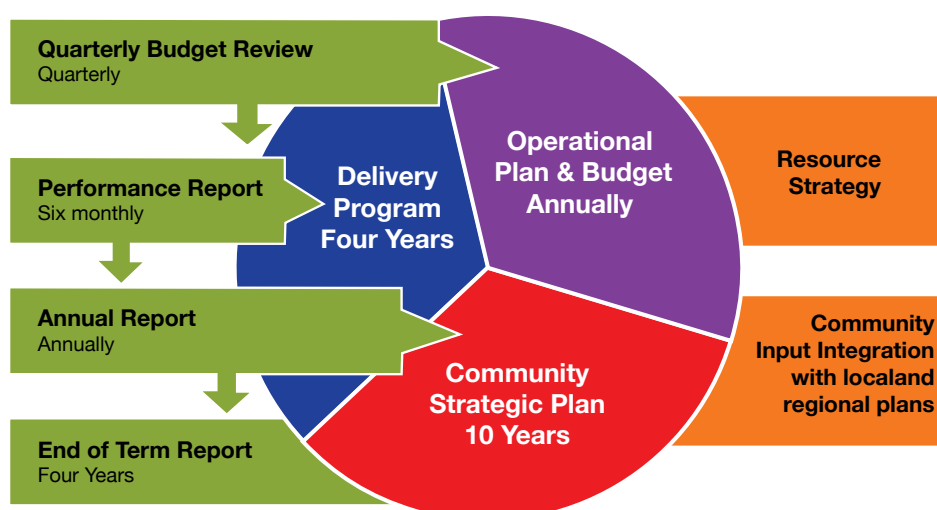 Quarterly Budget Review
Quarterly
Performance Report
Six monthly
Annual Report
Annually
End of Term Report
Four Years
Delivery
Program
Four Years
Operational
Plan & Budget
Annually
Community
Strategic Plan
10 Years
Resource
Strategy
Community
Input Integration
with localand
regional plans